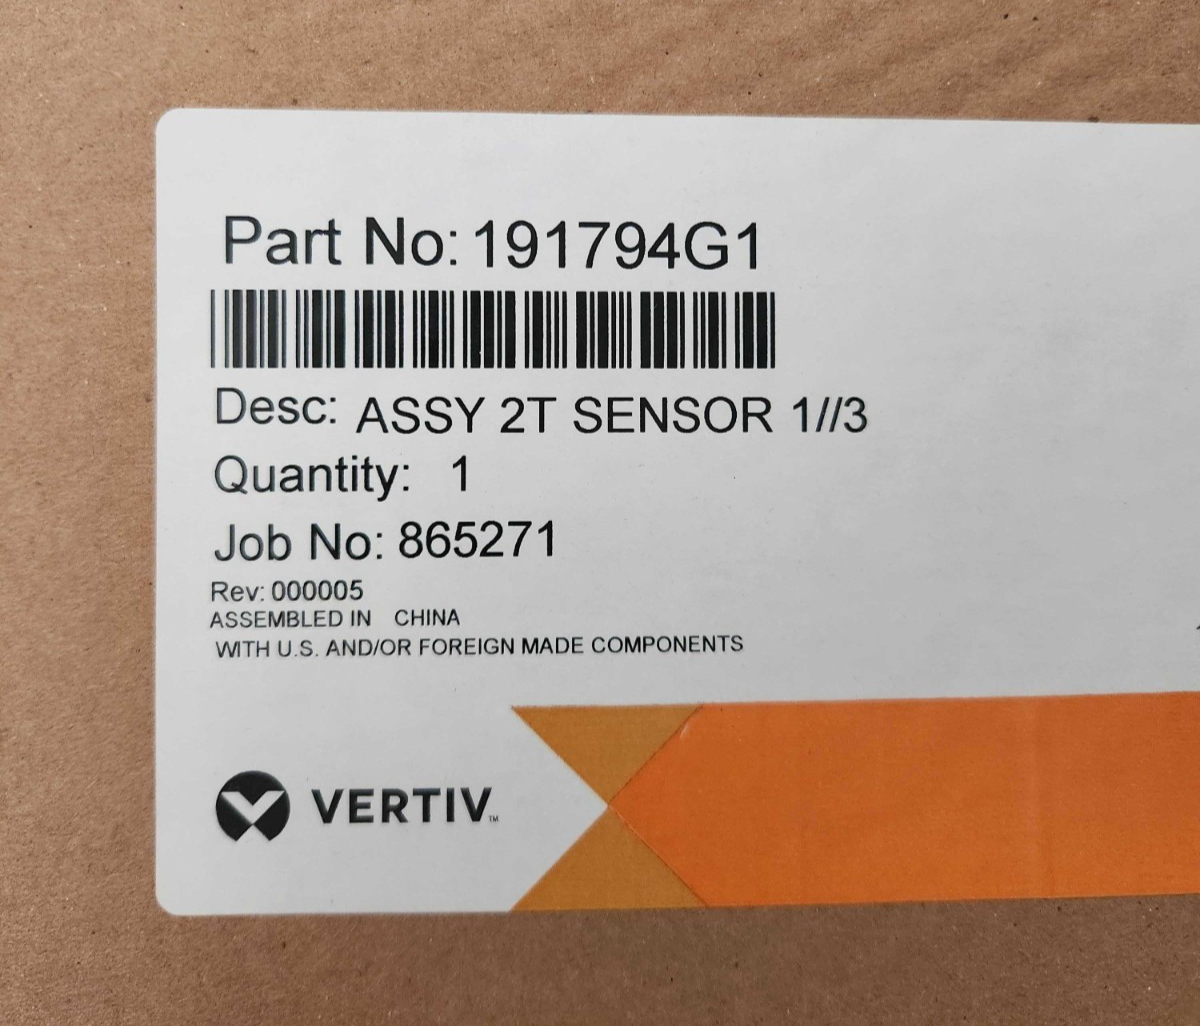 Part No: 191794G1
Desc: ASSY 2T SENSOR 1//3
Quantity: 1
Job No: 865271
Rev: 000005
ASSEMBLED IN CHINA
WITH U.S. AND/OR FOREIGN MADE COMPONENTS
VERTIV™